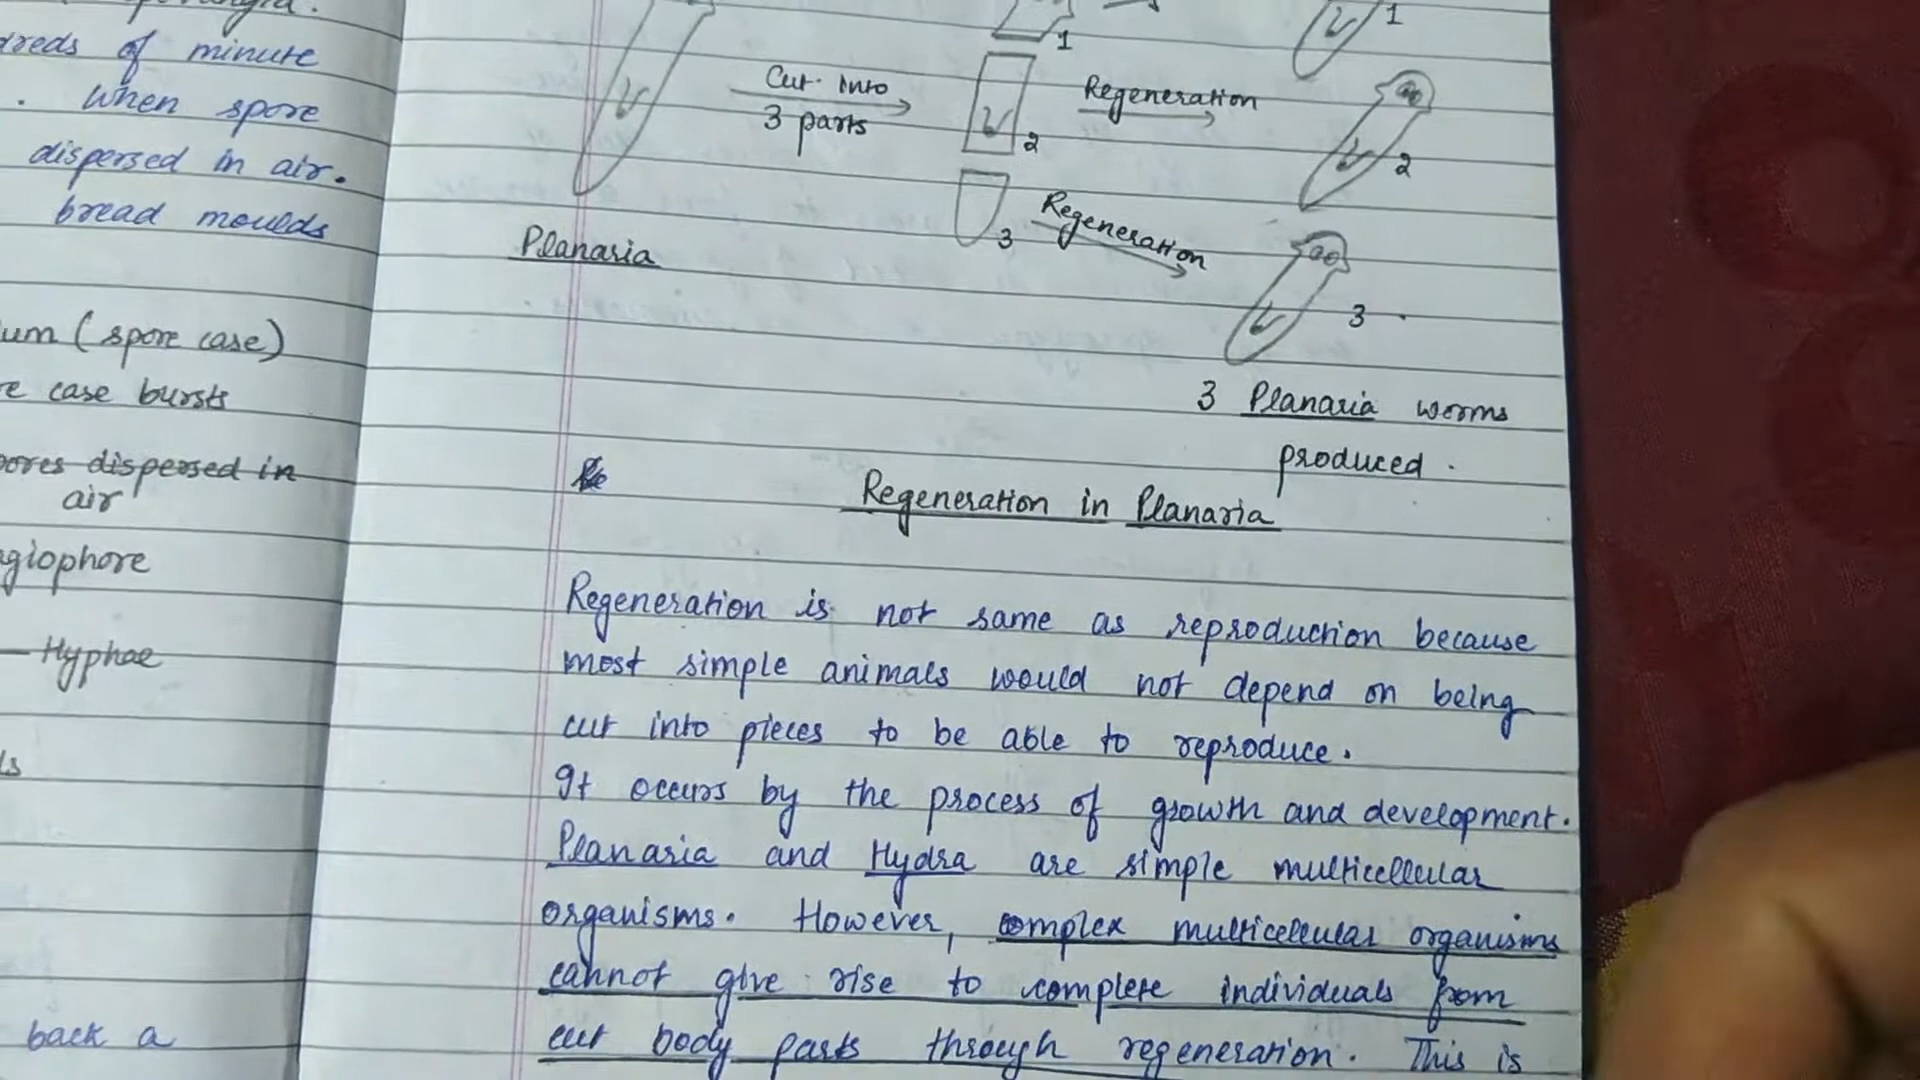 dreds of minute
. When spore
dispersed in air.
bread moulds
um (spore case)
re case bursts
ores dispersed in
air
giophore
Hyphae
ls
back a
1
1
Cut into
3 parts
Regeneration
2
2
Regeneration
3
Planaria
3
3 Planaria worms
produced.
Regeneration in Planaria
Regeneration is not same as reproduction because
most simple animals would not depend on being
cut into pieces to be able to reproduce.
It occurs by the process of growth and development.
Planaria and Hydra are simple multicellular
organisms. However, complex multicellular organisms
cannot give rise to complete individuals from
cut body parts through regeneration. This is